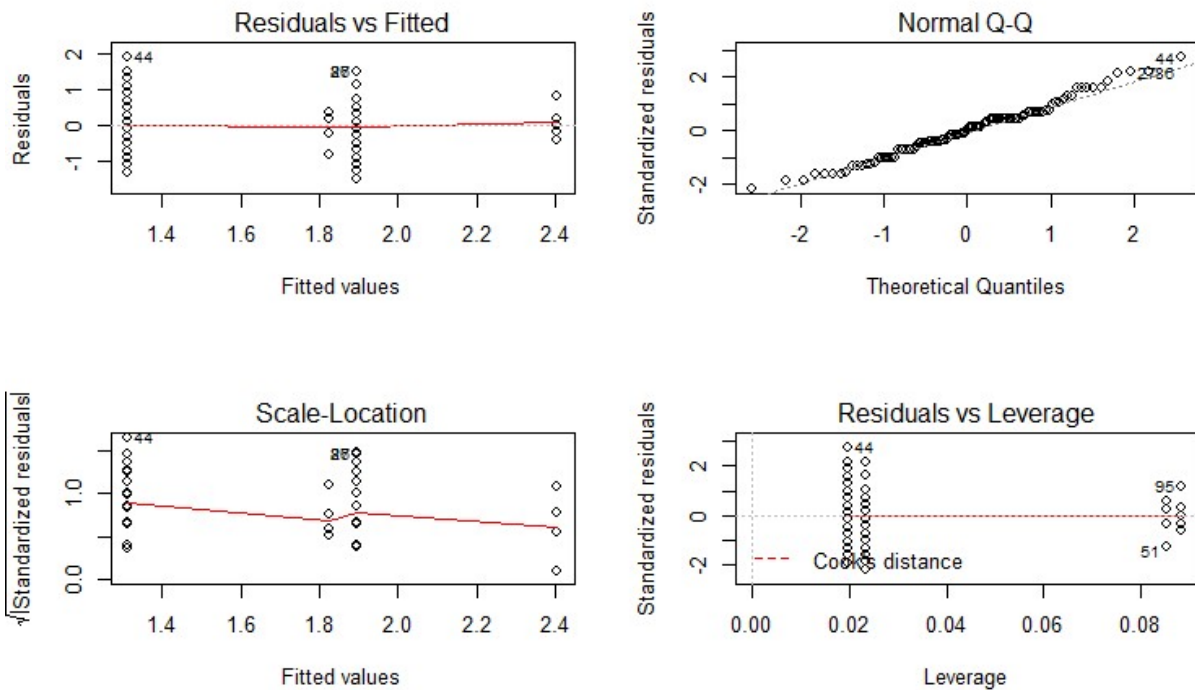 Residuals vs Fitted
Residuals
2
1
0
-1
44
1.4 1.6 1.8 2.0 2.2 2.4
Fitted values
Normal Q-Q
Standardized residuals
2
0
-2
44
2786
-2 -1 0 1 2
Theoretical Quantiles
Scale-Location
√|Standardized residuals|
1.0
0.0
44
1.4 1.6 1.8 2.0 2.2 2.4
Fitted values
Residuals vs Leverage
Standardized residuals
2
0
-2
44
95
51
Cook's distance
0.00 0.02 0.04 0.06 0.08
Leverage